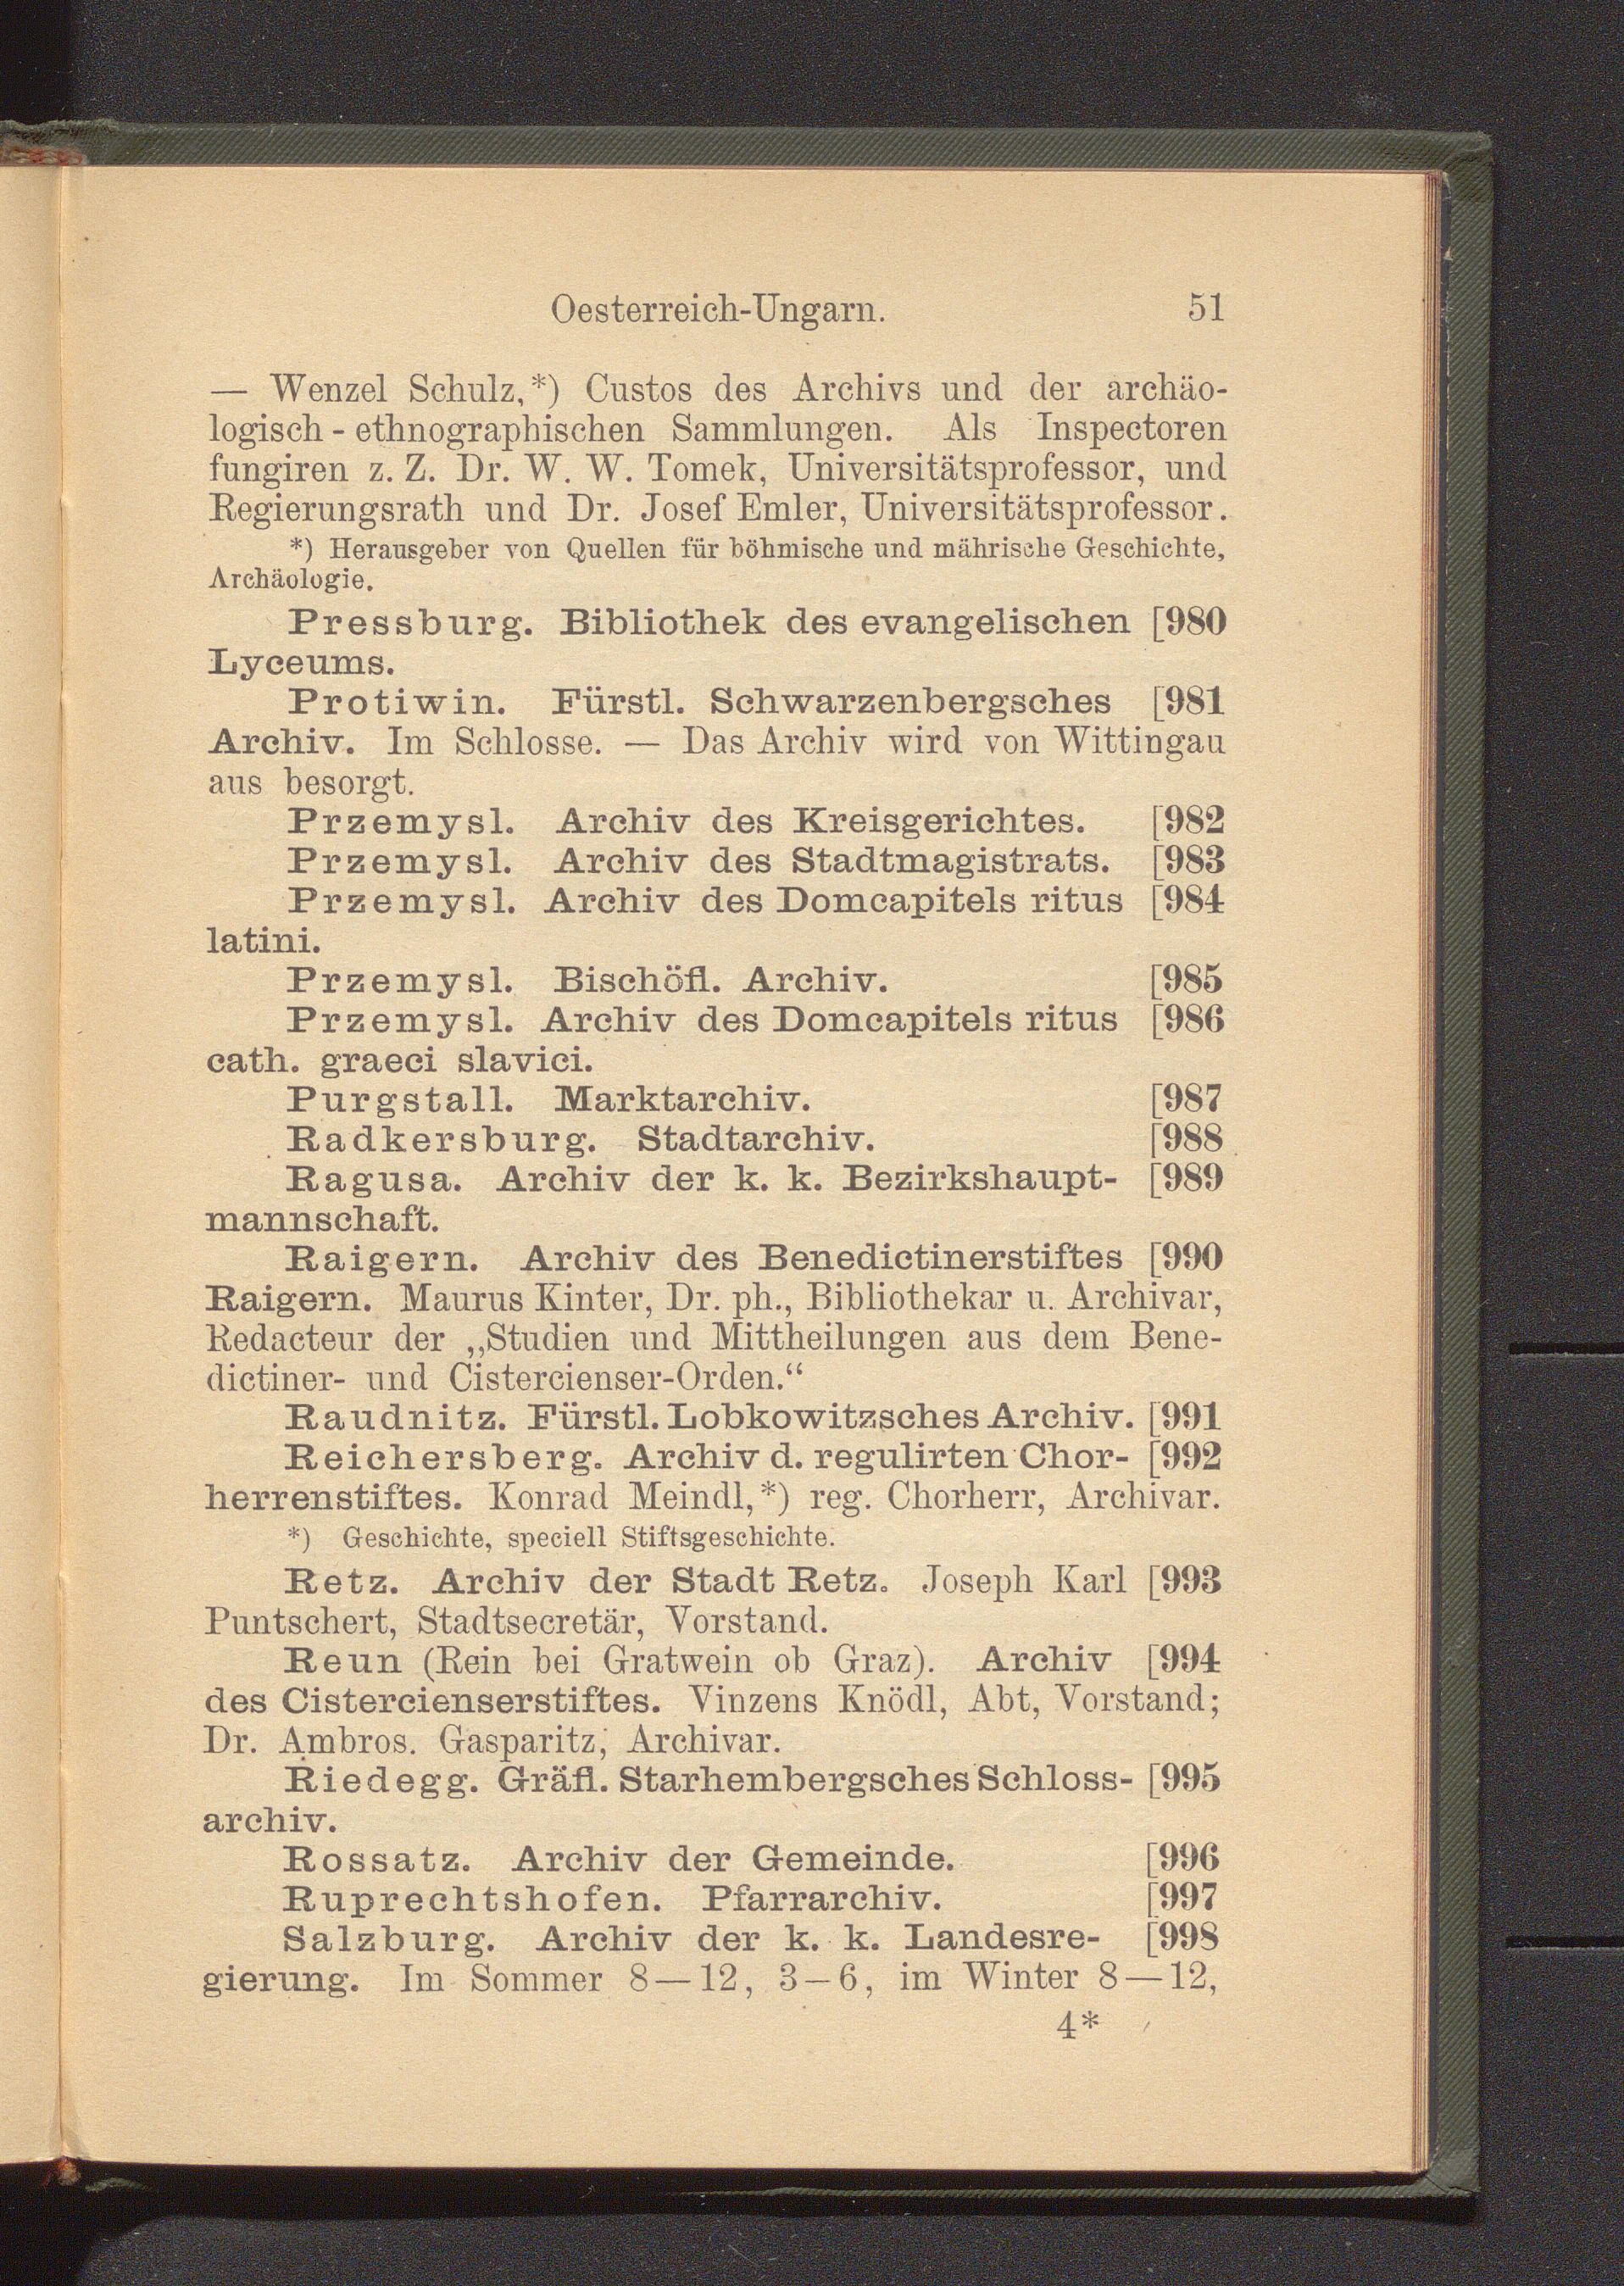 Oesterreich-Ungarn. 51
— Wenzel Schulz,*) Custos des Archivs und der archäo-
logisch - ethnographischen Sammlungen. Als Inspectoren
fungiren z. Z. Dr. W. W. Tomek, Universitätsprofessor, und
Regierungsrath und Dr. Josef Emler, Universitätsprofessor.
*) Herausgeber von Quellen für böhmische und mährische Geschichte,
Archäologie.
Pressburg. Bibliothek des evangelischen [980
Lyceums.
Protiwin. Fürstl. Schwarzenbergsches [981
Archiv. Im Schlosse. — Das Archiv wird von Wittingau
aus besorgt.
Przemysl. Archiv des Kreisgerichtes. [982
Przemysl. Archiv des Stadtmagistrats. [983
Przemysl. Archiv des Domcapitels ritus [984
latini.
Przemysl. Bischöfl. Archiv. [985
Przemysl. Archiv des Domcapitels ritus [986
cath. graeci slavici.
Purgstall. Marktarchiv. [987
Radkersburg. Stadtarchiv. [988
Ragusa. Archiv der k. k. Bezirkshaupt- [989
mannschaft.
Raigern. Archiv des Benedictinerstiftes [990
Raigern. Maurus Kinter, Dr. ph., Bibliothekar u. Archivar,
Redacteur der „Studien und Mittheilungen aus dem Bene-
dictiner- und Cistercienser-Orden.“
Raudnitz. Fürstl. Lobkowitzsches Archiv. [991
Reichersberg. Archiv d. regulirten Chor- [992
herrenstiftes. Konrad Meindl,*) reg. Chorherr, Archivar.
*) Geschichte, speciell Stiftsgeschichte.
Retz. Archiv der Stadt Retz. Joseph Karl [993
Puntschert, Stadtsecretär, Vorstand.
Reun (Rein bei Gratwein ob Graz). Archiv [994
des Cistercienserstiftes. Vinzens Knödl, Abt, Vorstand;
Dr. Ambros. Gasparitz, Archivar.
Riedegg. Gräfl. Starhembergsches Schloss- [995
archiv.
Rossatz. Archiv der Gemeinde. [996
Ruprechtshofen. Pfarrarchiv. [997
Salzburg. Archiv der k. k. Landesre- [998
gierung. Im Sommer 8—12, 3—6, im Winter 8—12,
4*